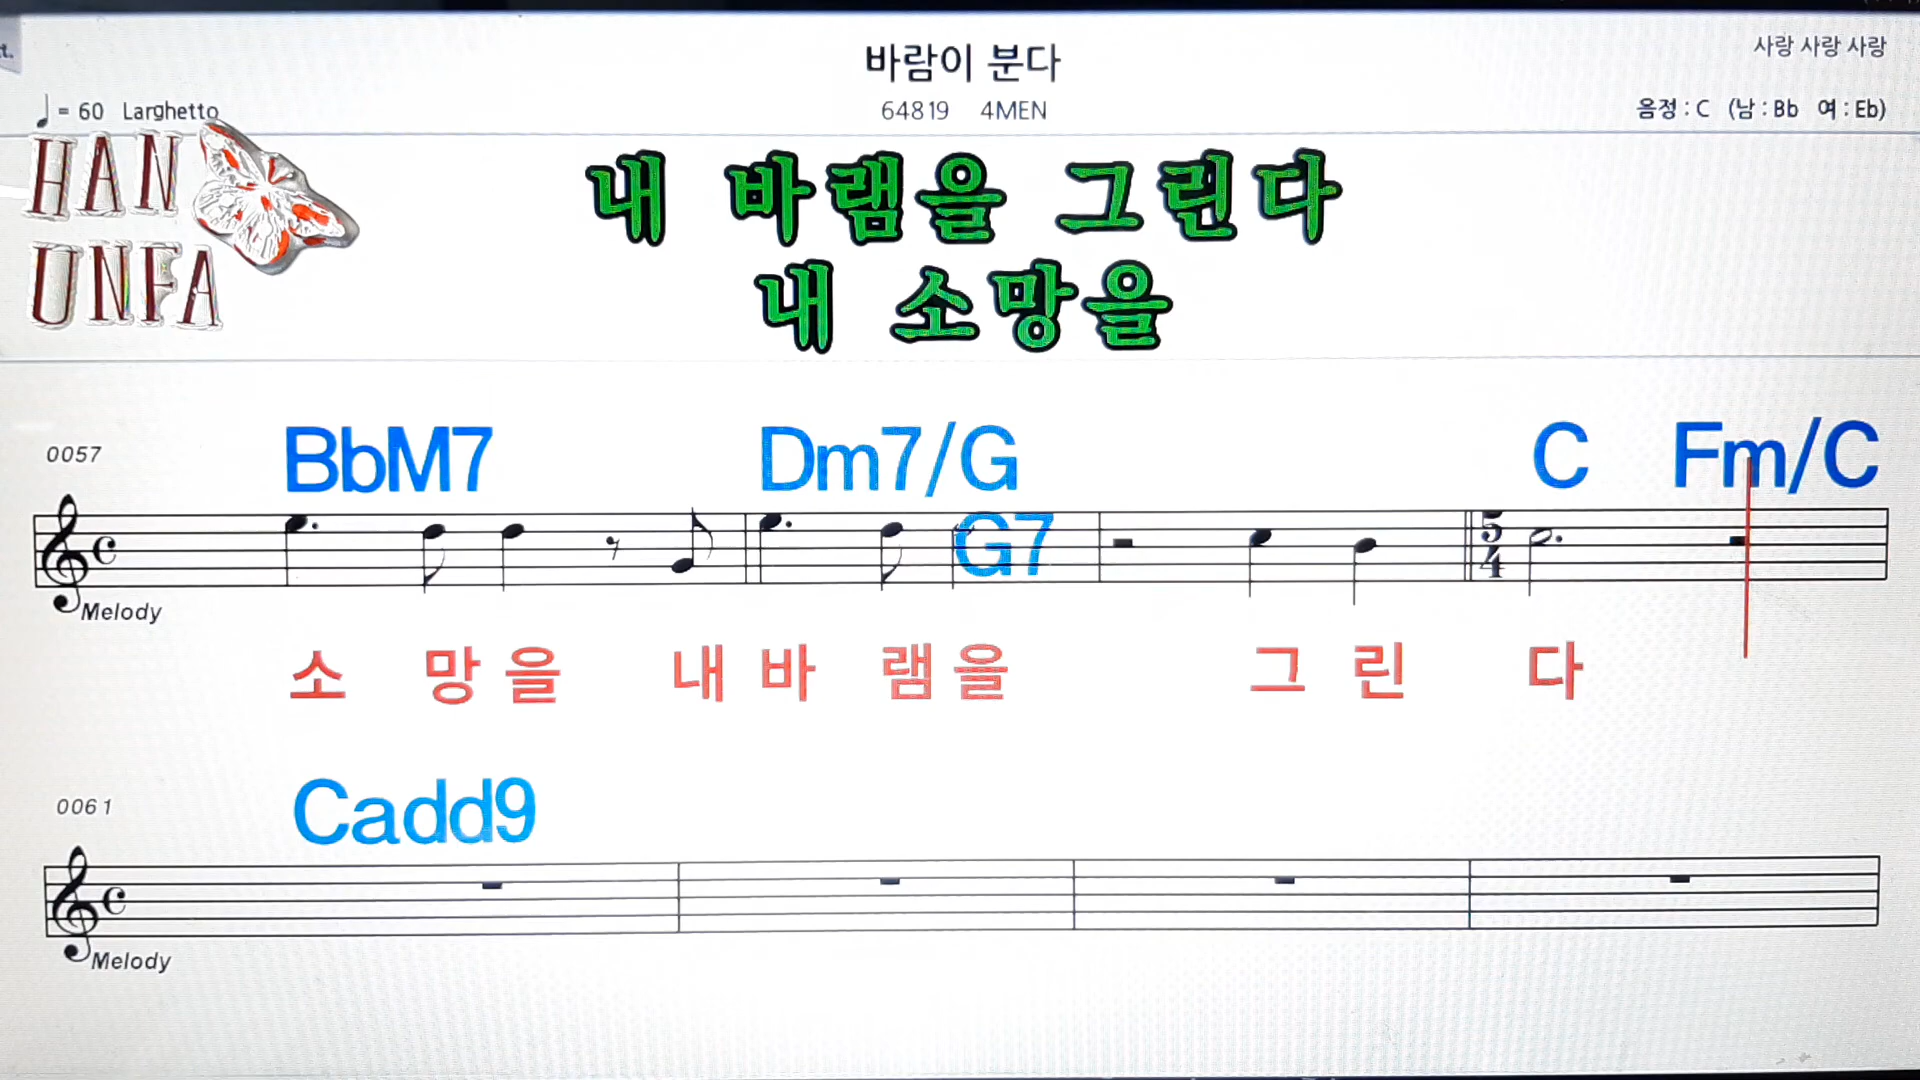 t.
바람이 분다
사랑 사랑 사랑
= 60 Larghetto
64819 4MEN
음정 : C (남 : Bb 여 : Eb)
HAN
UNFA
내 바램을 그린다
내 소망을
0057
BbM7 Dm7/G G7 C Fm/C
5
4
Melody
소 망 을 내 바 램 을 그 린 다
0061
Cadd9
Melody